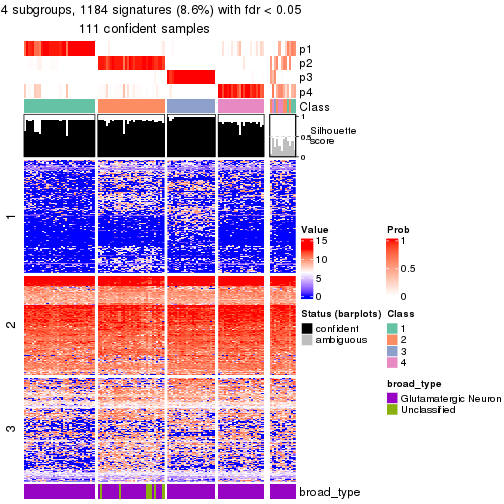 4 subgroups, 1184 signatures (8.6%) with fdr < 0.05
111 confident samples
p1
p2
p3
p4
Class
1
0.5
0
Silhouette
score
1
2
3
broad_type
Value
15
10
5
0
Prob
1
0.5
0
Status (barplots)
confident
ambiguous
Class
1
2
3
4
broad_type
Glutamatergic Neuron
Unclassified